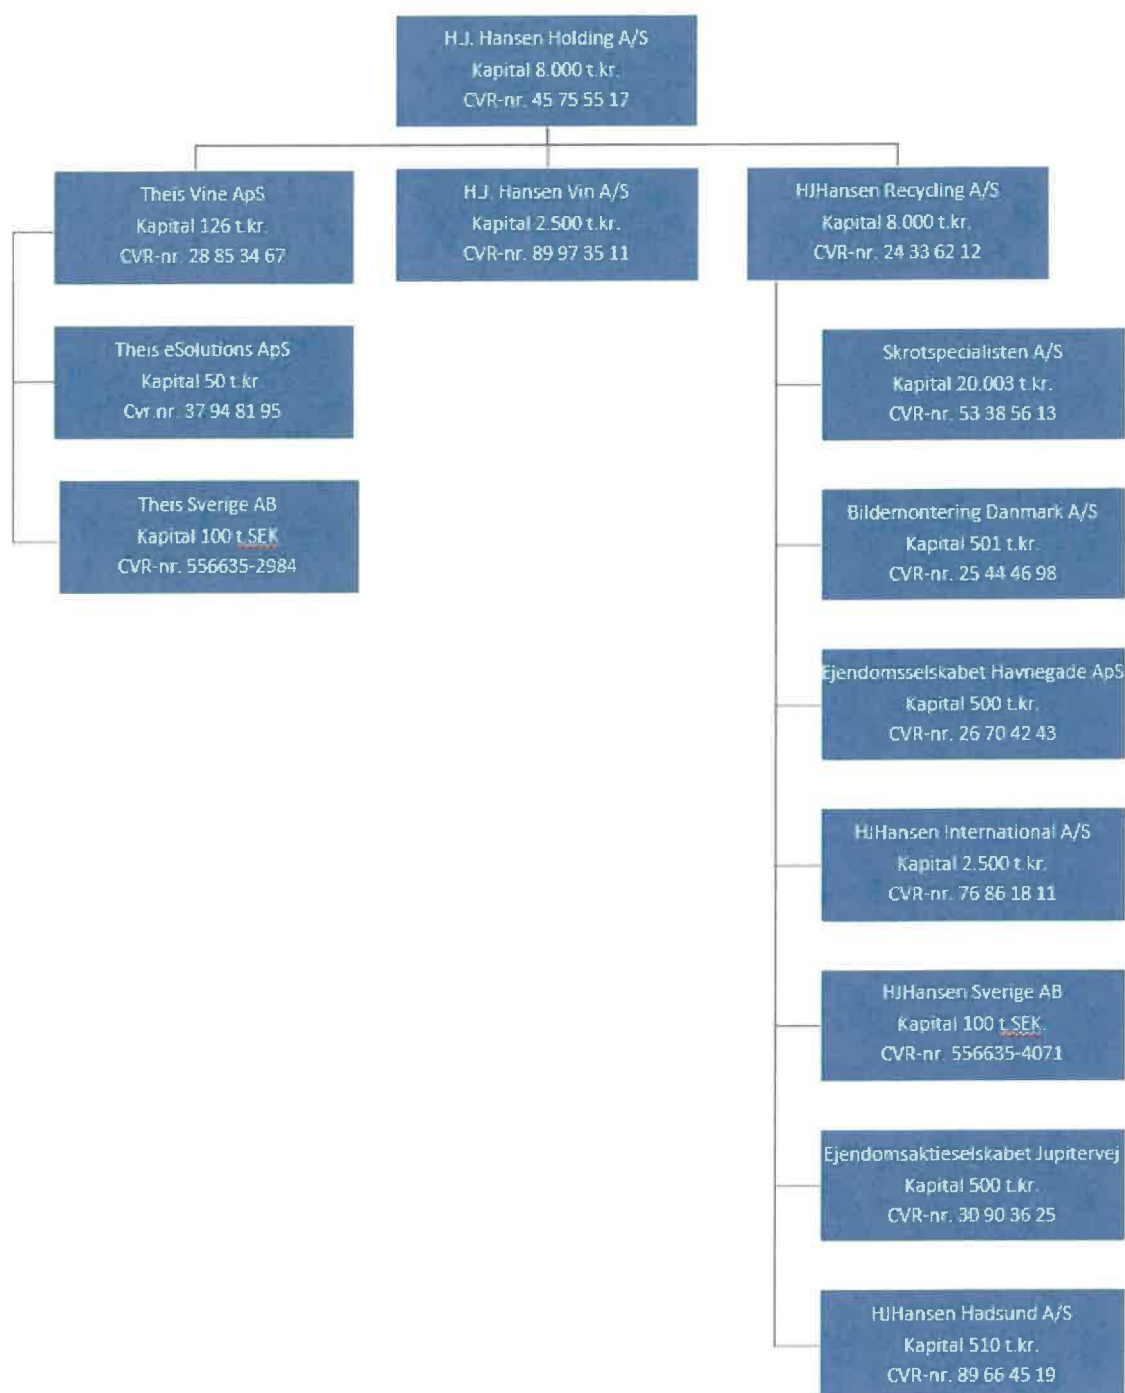 H.J. Hansen Holding A/S
Kapital 8.000 t.kr.
CVR-nr. 45 75 55 17
Theis Vine ApS
Kapital 126 t.kr.
CVR-nr. 28 85 34 67
H.J. Hansen Vin A/S
Kapital 2.500 t.kr.
CVR-nr. 89 97 35 11
HJHansen Recycling A/S
Kapital 8.000 t.kr.
CVR-nr. 24 33 62 12
Theis eSolutions ApS
Kapital 50 t.kr
Cvr.nr. 37 94 81 95
Theis Sverige AB
Kapital 100 t.SEK
CVR-nr. 556635-2984
Skrotspecialisten A/S
Kapital 20.003 t.kr.
CVR-nr. 53 38 56 13
Bildemontering Danmark A/S
Kapital 501 t.kr.
CVR-nr. 25 44 46 98
Ejendomsselskabet Havnegade ApS
Kapital 500 t.kr.
CVR-nr. 26 70 42 43
HJHansen International A/S
Kapital 2.500 t.kr.
CVR-nr. 76 86 18 11
HJHansen Sverige AB
Kapital 100 t.SEK.
CVR-nr. 556635-4071
Ejendomsaktieselskabet Jupitervej
Kapital 500 t.kr.
CVR-nr. 30 90 36 25
HJHansen Hadsund A/S
Kapital 510 t.kr.
CVR-nr. 89 66 45 19